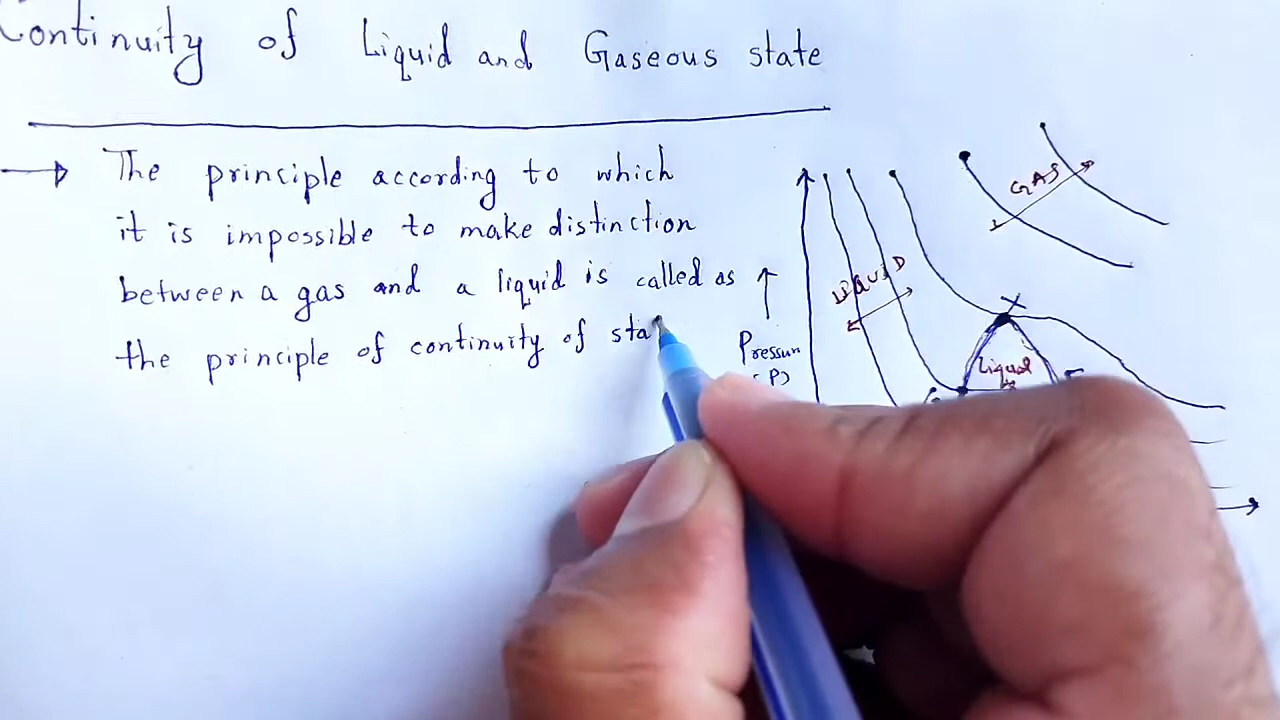 Continuity of Liquid and Gaseous state
The principle according to which
it is impossible to make distinction
between a gas and a liquid is called as
the principle of continuity of sta
GAS
LIQUID
X
Pressure
(P)
Liquid